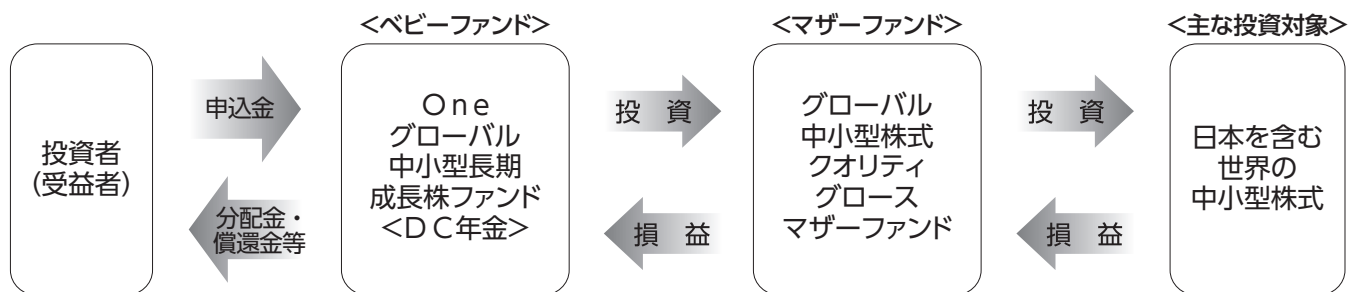 <ベビーファンド>
<マザーファンド>
<主な投資対象>
投資者
(受益者)
申込金
分配金・
償還金等
One
グローバル
中小型長期
成長株ファンド
<DC年金>
投 資
損 益
グローバル
中小型株式
クオリティ
グロース
マザーファンド
投 資
損 益
日本を含む
世界の
中小型株式